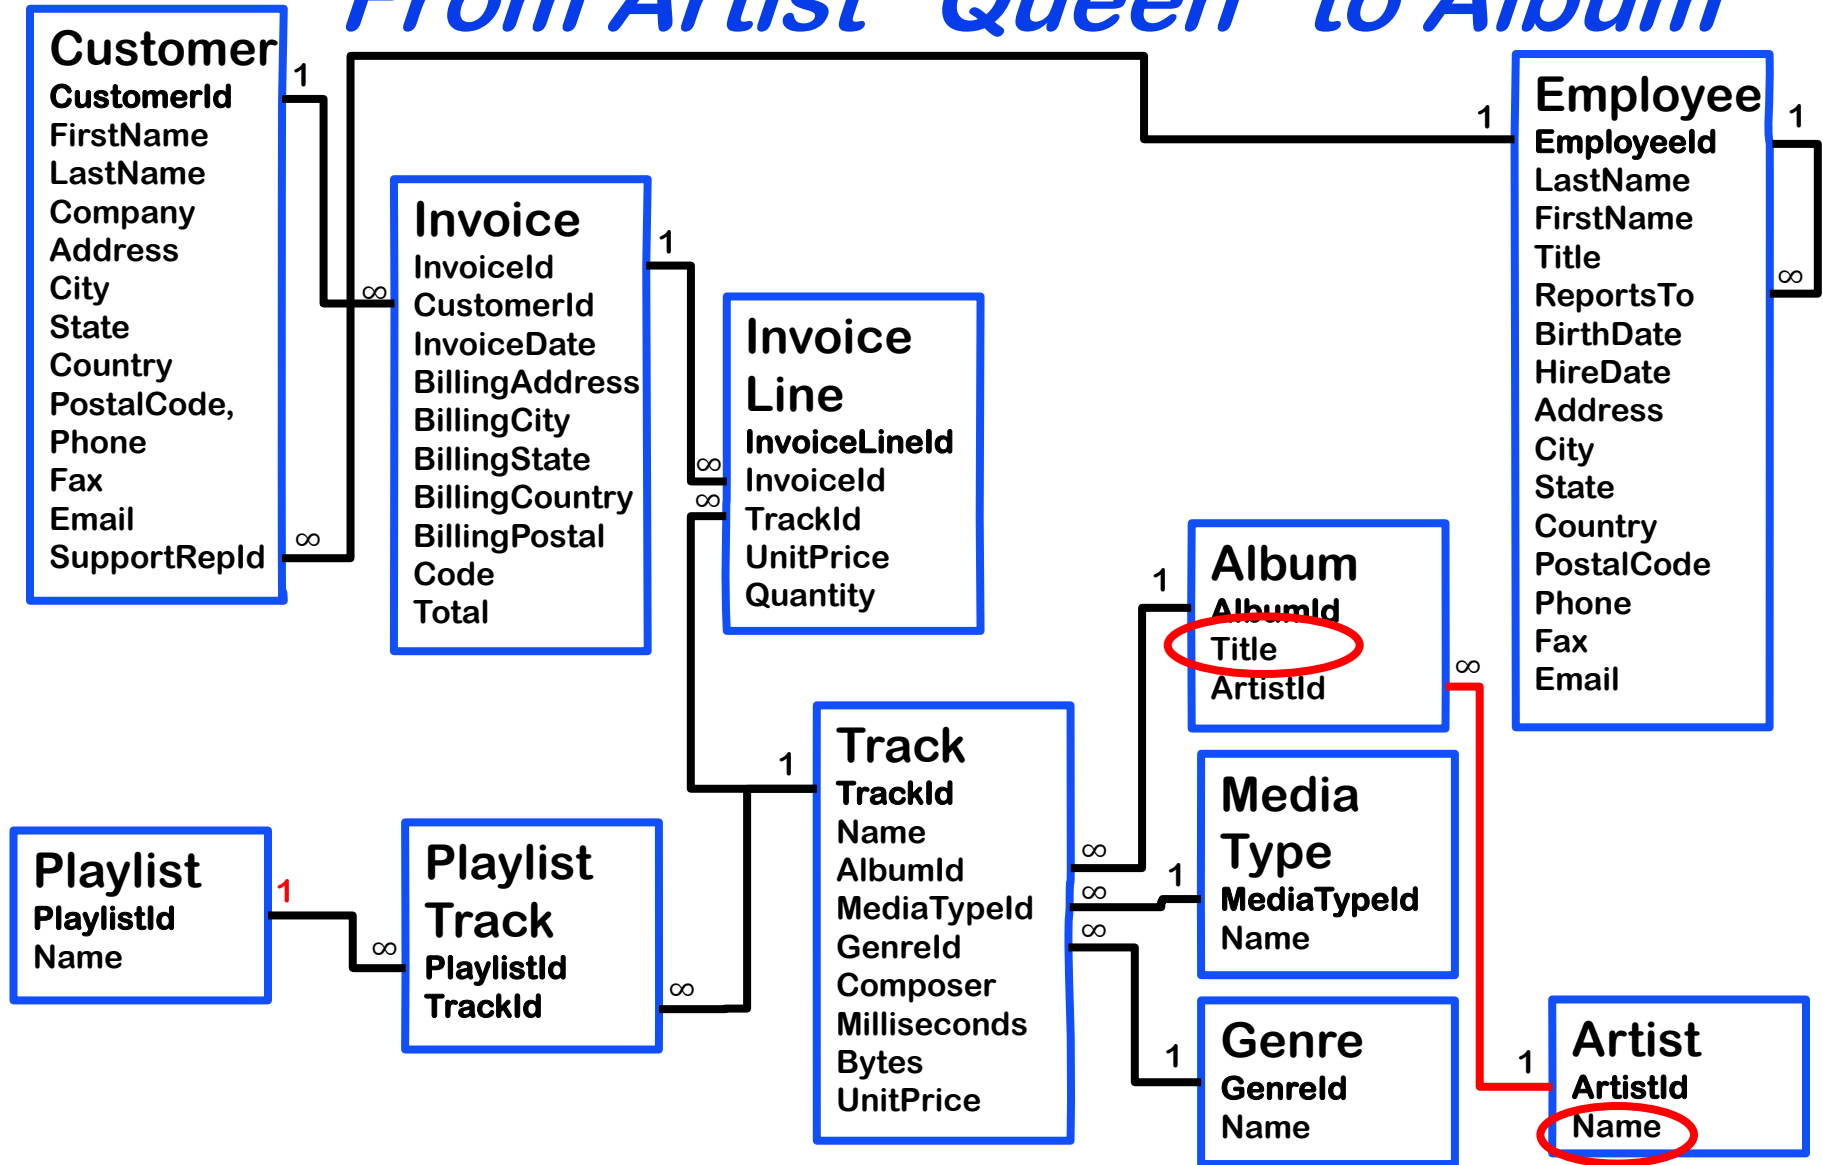 From Artist "Queen" to Album
Customer
CustomerId
FirstName
LastName
Company
Address
City
State
Country
PostalCode,
Phone
Fax
Email
SupportRepId
1
∞
Invoice
InvoiceId
CustomerId
InvoiceDate
BillingAddress
BillingCity
BillingState
BillingCountry
BillingPostal
Code
Total
∞
1
Invoice
Line
InvoiceLineId
InvoiceId
TrackId
UnitPrice
Quantity
∞
∞
Employee
EmployeeId
LastName
FirstName
Title
ReportsTo
BirthDate
HireDate
Address
City
State
Country
PostalCode
Phone
Fax
Email
1
1
∞
Album
AlbumId
Title
ArtistId
1
∞
Track
TrackId
Name
AlbumId
MediaTypeId
GenreId
Composer
Milliseconds
Bytes
UnitPrice
1
∞
∞
∞
Media
Type
MediaTypeId
Name
1
Playlist
PlaylistId
Name
1
Playlist
Track
PlaylistId
TrackId
∞
∞
Genre
GenreId
Name
1
Artist
ArtistId
Name
1